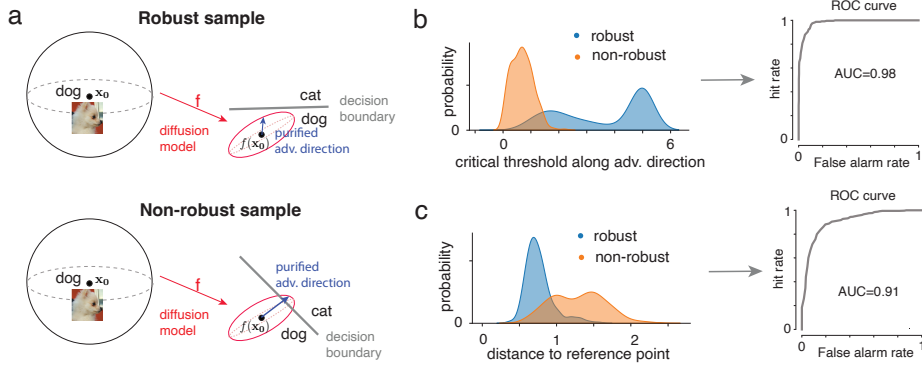 a
Robust sample
dog
x₀
f
diffusion
model
cat
dog
decision
boundary
f(x₀)
purified
adv. direction
Non-robust sample
dog
x₀
f
diffusion
model
purified
adv. direction
cat
dog
f(x₀)
decision
boundary
b
robust
non-robust
probability
0
0
6
critical threshold along adv. direction
ROC curve
hit rate
1
0
AUC=0.98
0
1
False alarm rate
c
robust
non-robust
probability
0
0
1
2
distance to reference point
ROC curve
hit rate
1
0
AUC=0.91
0
1
False alarm rate